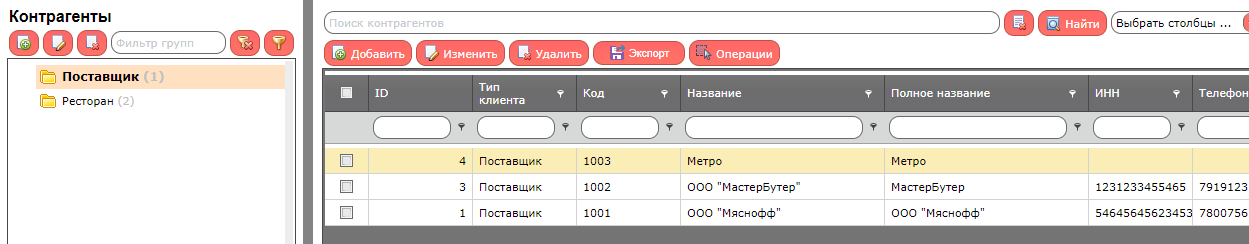 Контрагенты
Фильтр групп
Поставщик (1)
Ресторан (2)
Поиск контрагентов Найти Выбрать столбцы ...
Добавить Изменить Удалить Экспорт Операции
ID Тип клиента Код Название Полное название ИНН Телефон
4 Поставщик 1003 Метро Метро
3 Поставщик 1002 ООО "МастерБутер" МастерБутер 1231233455465 7919123
1 Поставщик 1001 ООО "Мяснофф" ООО "Мяснофф" 54645645623453 7800756